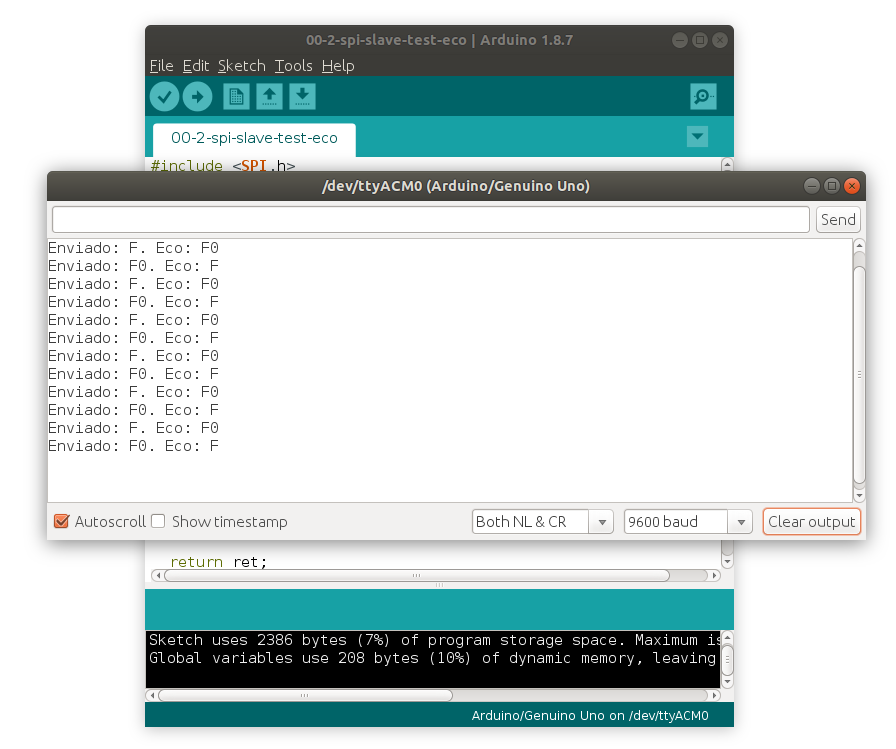 00-2-spi-slave-test-eco | Arduino 1.8.7
File Edit Sketch Tools Help
00-2-spi-slave-test-eco
#include <SPI.h>
/dev/ttyACM0 (Arduino/Genuino Uno)
Send
Enviado: F. Eco: F0
Enviado: F0. Eco: F
Enviado: F. Eco: F0
Enviado: F0. Eco: F
Enviado: F. Eco: F0
Enviado: F0. Eco: F
Enviado: F. Eco: F0
Enviado: F0. Eco: F
Enviado: F. Eco: F0
Enviado: F0. Eco: F
Enviado: F. Eco: F0
Enviado: F0. Eco: F
Autoscroll Show timestamp Both NL & CR 9600 baud Clear output
return ret;
Sketch uses 2386 bytes (7%) of program storage space. Maximum is
Global variables use 208 bytes (10%) of dynamic memory, leaving
Arduino/Genuino Uno on /dev/ttyACM0